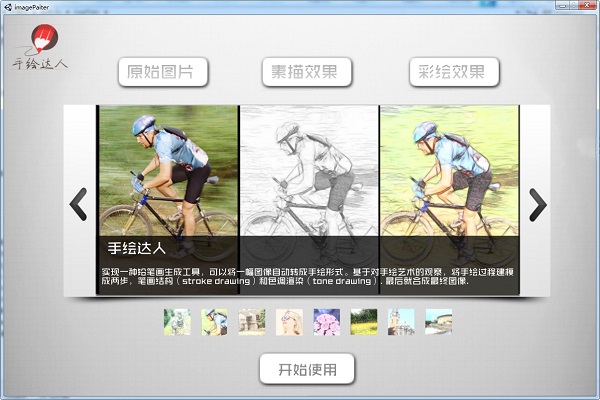 imagePaiter
手绘达人
原始图片
素描效果
彩绘效果
手绘达人
实现一种铅笔画生成工具，可以将一幅图像自动转成手绘形式。基于对手绘艺术的观察，将手绘过程建模
成两步，笔画结构（stroke drawing）和色调渲染（tone drawing）. 最后就合成最终图像.
开始使用